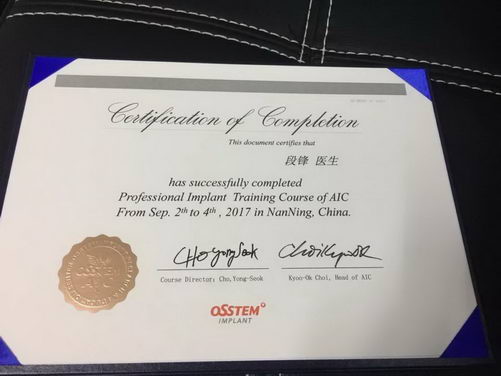 Certification of Completion
This document certifies that
段锋 医生
has successfully completed
Professional Implant Training Course of AIC
From Sep. 2th to 4th , 2017 in NanNing, China.
Course Director: Cho,Yong-Seok
Kyoo-Ok Choi, Head of AIC
OSSTEM
AIC
OSSTEM
IMPLANT